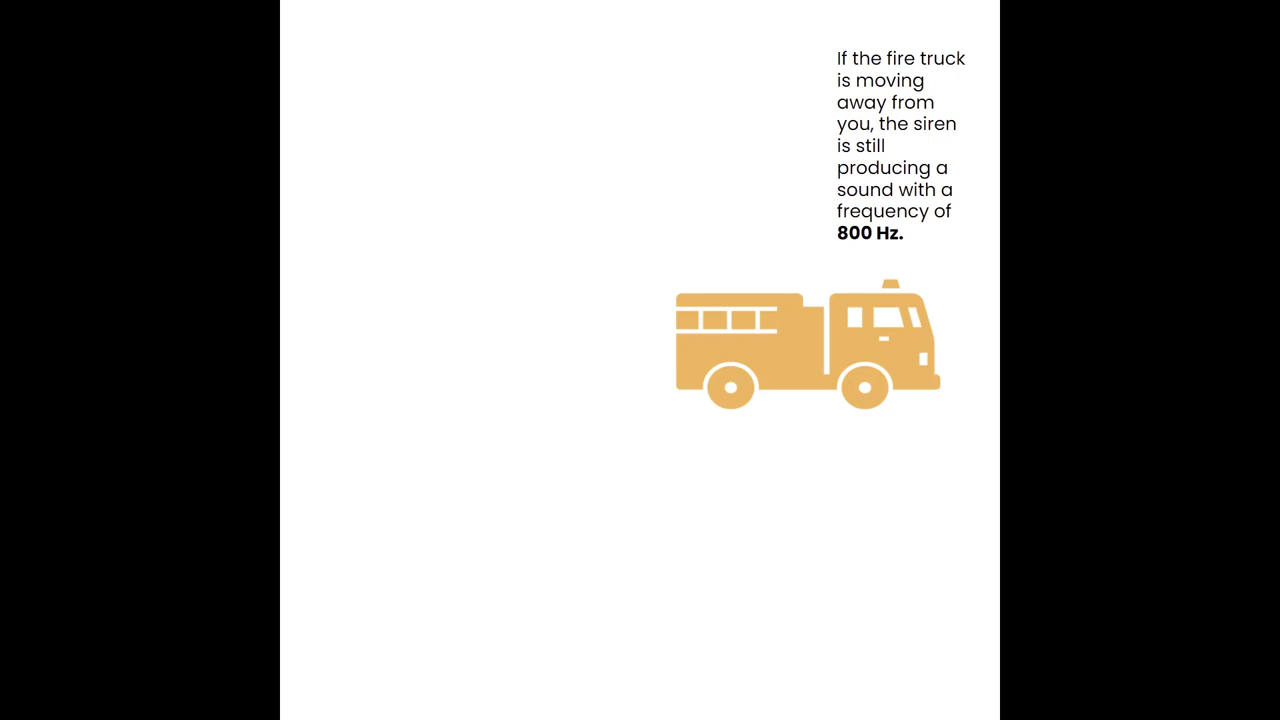 If the fire truck
is moving
away from
you, the siren
is still
producing a
sound with a
frequency of
800 Hz.